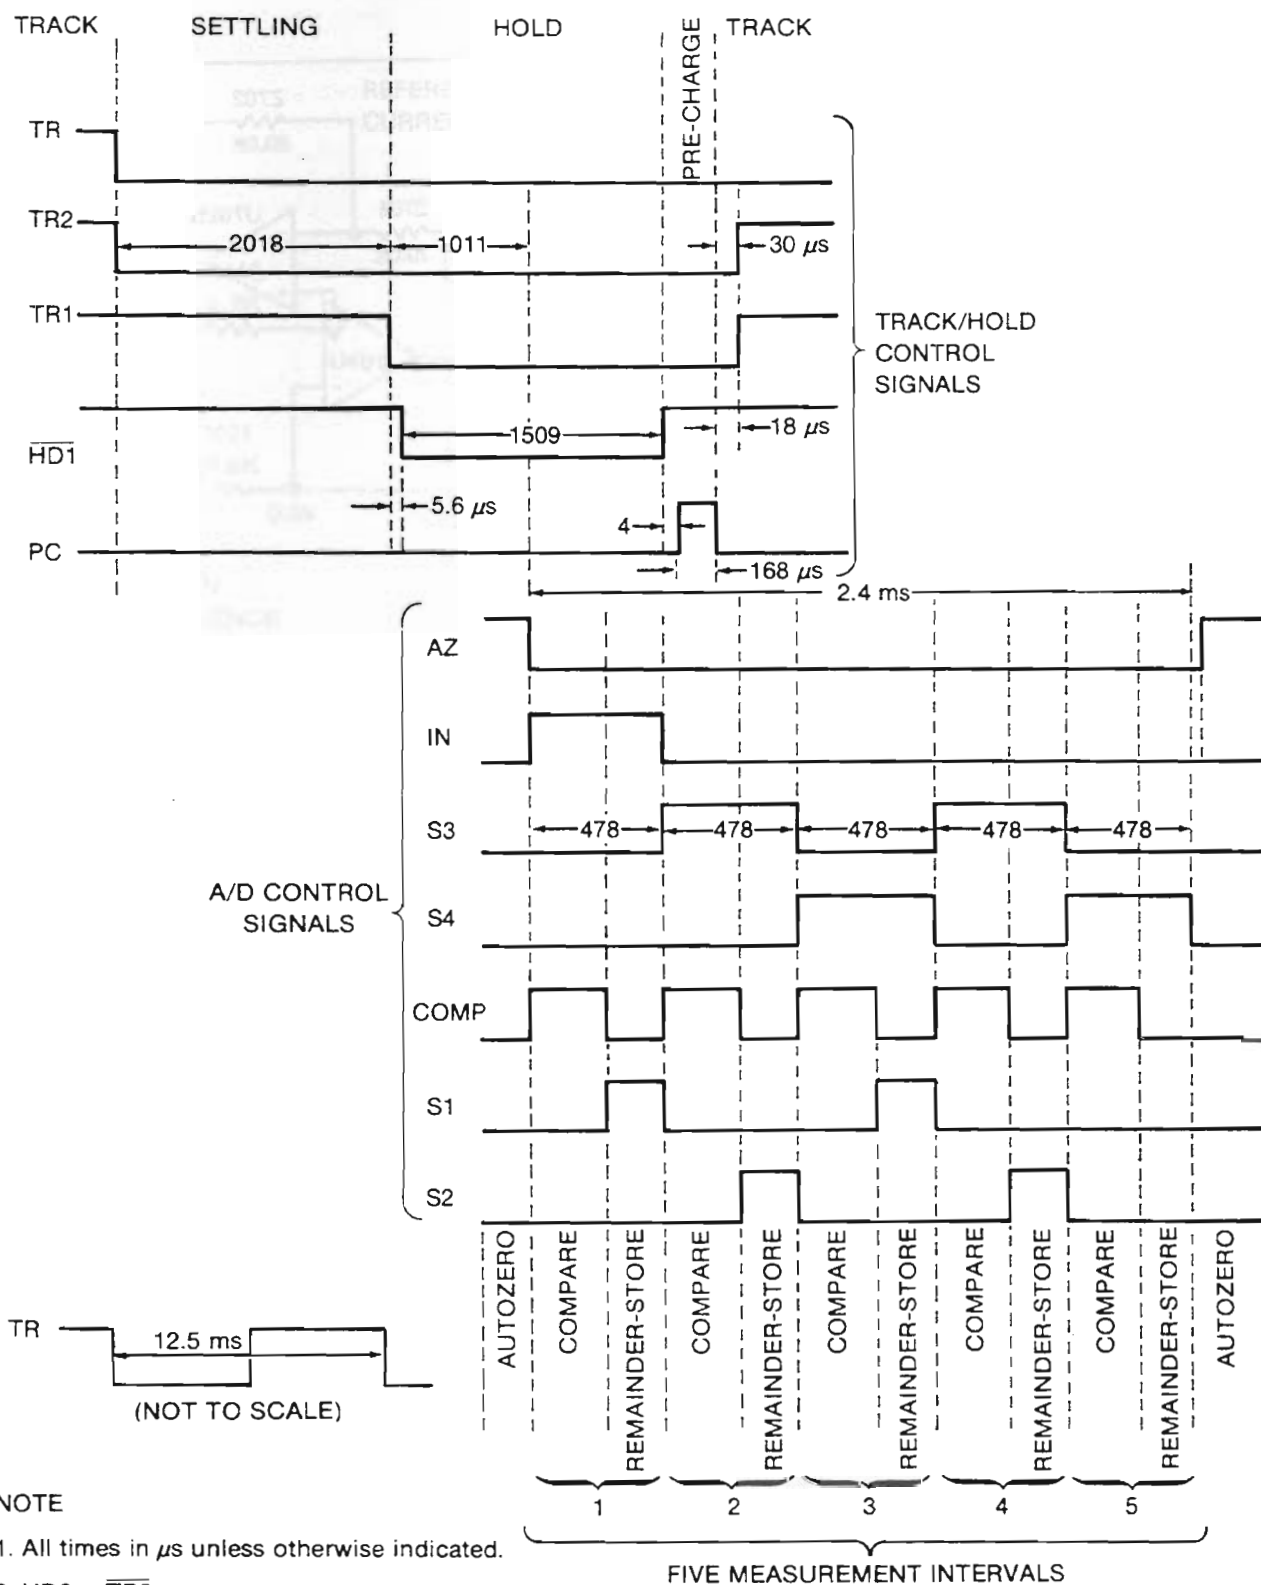 TRACK SETTLING HOLD PRE-CHARGE TRACK
TR
TR2 2018 1011 30 μs
TR1
TRACK/HOLD
CONTROL
SIGNALS
HD1 1509 18 μs
5.6 μs
4
PC 168 μs
2.4 ms
AZ
IN
S3 478 478 478 478 478
A/D CONTROL
SIGNALS
S4
COMP
S1
S2
AUTOZERO COMPARE REMAINDER-STORE COMPARE REMAINDER-STORE COMPARE REMAINDER-STORE COMPARE REMAINDER-STORE COMPARE REMAINDER-STORE AUTOZERO
TR 12.5 ms
(NOT TO SCALE)
1 2 3 4 5
FIVE MEASUREMENT INTERVALS
NOTE
1. All times in μs unless otherwise indicated.